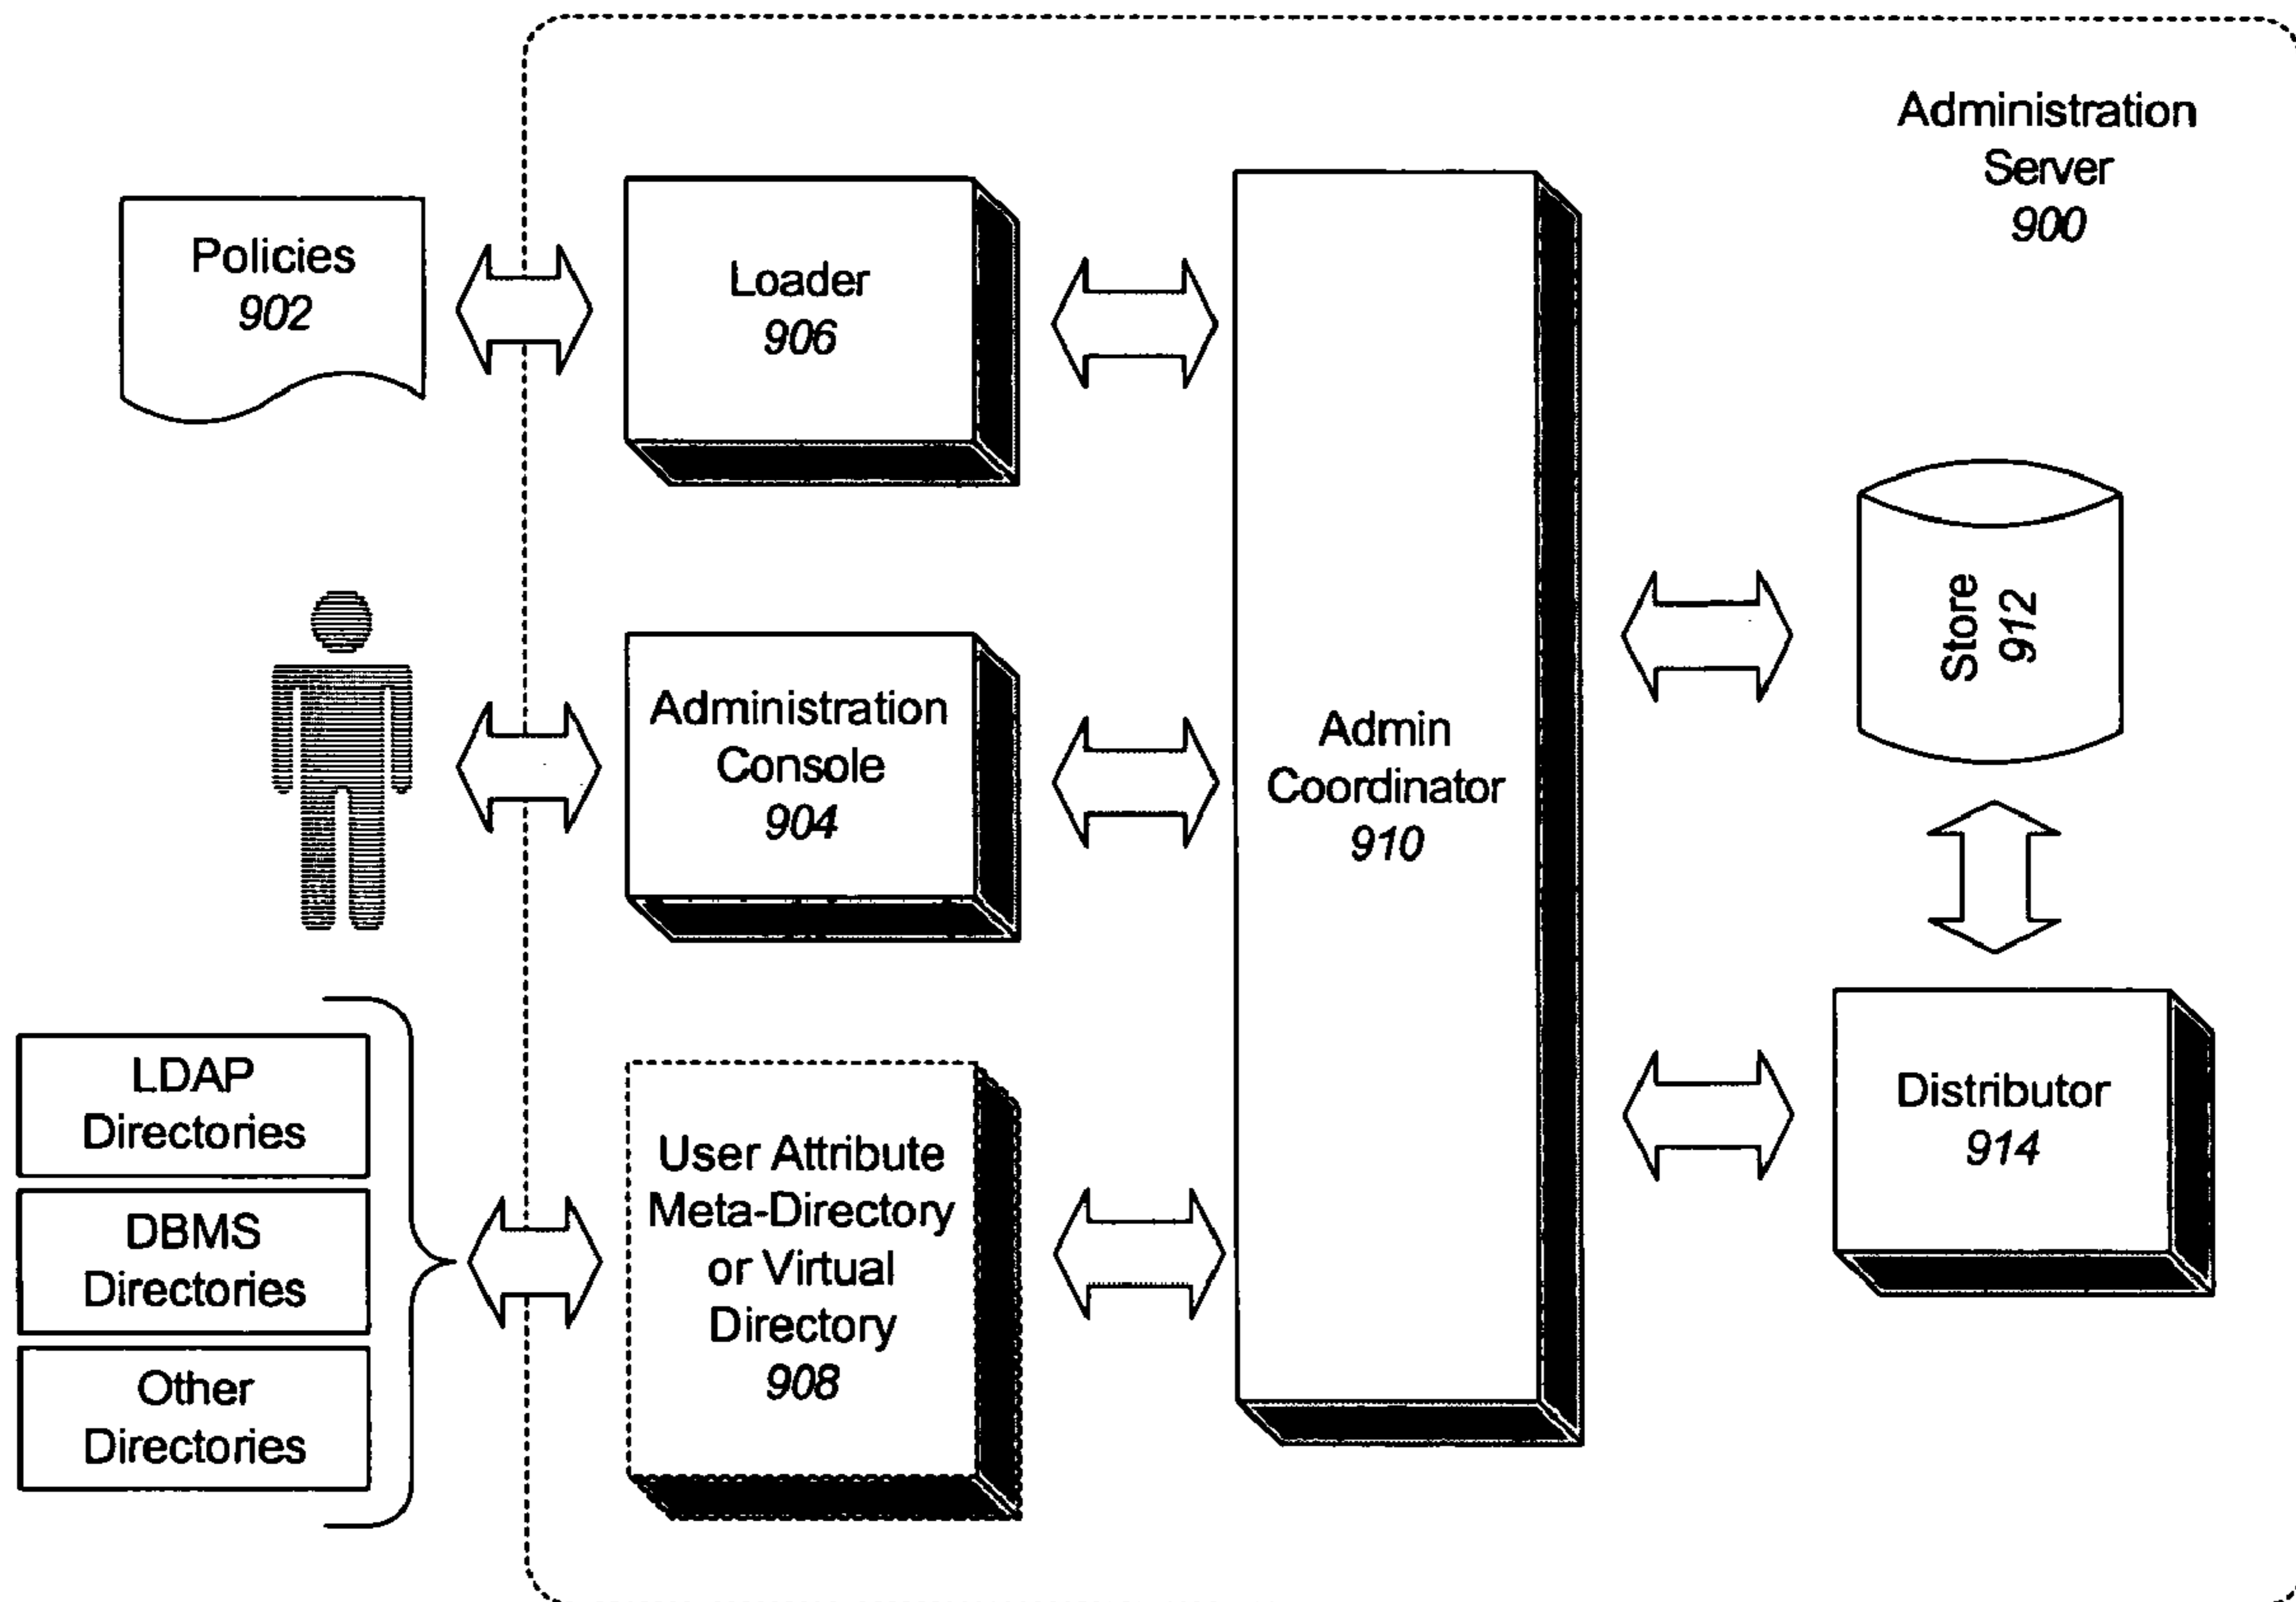 Administration
Server
900
Policies
902
Loader
906
Administration
Console
904
Admin
Coordinator
910
Store
912
LDAP
Directories
DBMS
Directories
Other
Directories
User Attribute
Meta-Directory
or Virtual
Directory
908
Distributor
914